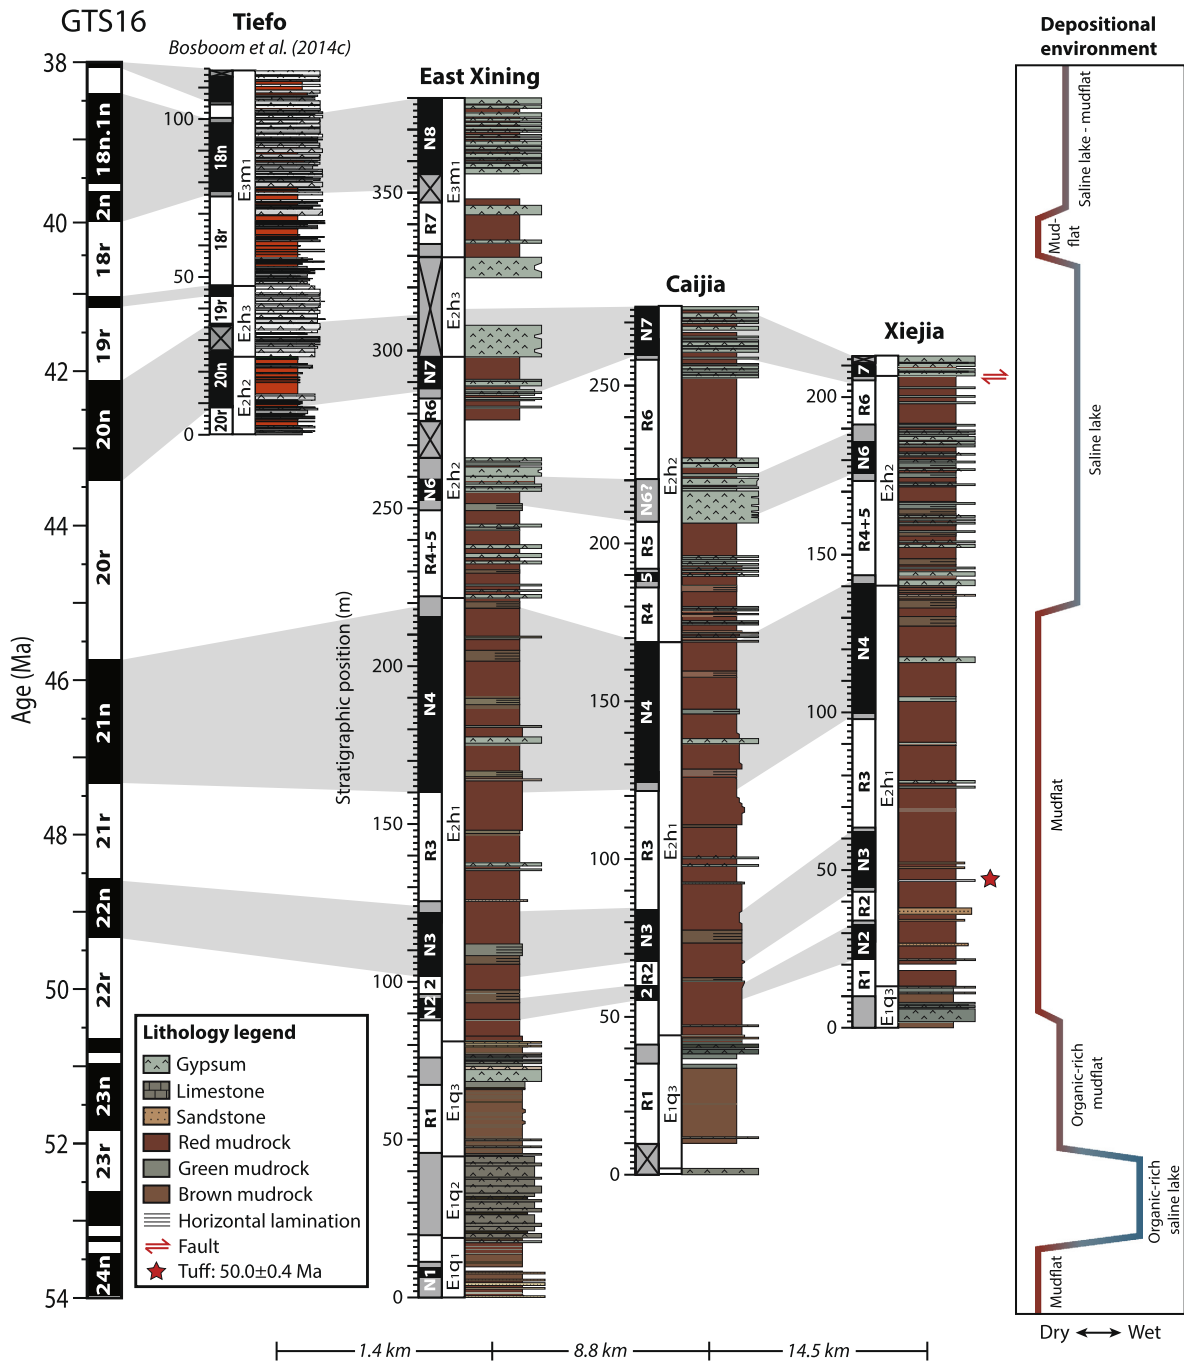 GTS16
Tiefo
Bosboom et al. (2014c)
East Xining
Caijia
Xiejia
Depositional
environment
Age (Ma)
38
40
42
44
46
48
50
52
54
18n.1n
2n
18r
19r
20n
20r
21n
21r
22n
22r
23n
23r
24n
100
50
0
18n
18r
19r
20n
20r
E3m1
E2h3
E2h2
Stratigraphic position (m)
350
300
250
200
150
100
50
0
N8
R7
N7
R6
N6
R4+5
N4
R3
N3
2
N2
R1
N1
E3m1
E2h3
E2h2
E2h1
E1q3
E1q2
E1q1
250
200
150
100
50
0
N7
R6
N6?
R5
5
R4
N4
R3
N3
R2
2
R1
E2h2
E2h1
E1q3
200
150
100
50
0
7
R6
N6
R4+5
N4
R3
N3
R2
N2
R1
E2h2
E2h1
E1q3
Saline lake - mudflat
Mud-
flat
Saline lake
Mudflat
Organic-rich
mudflat
Organic-rich
saline lake
Mudflat
Dry
Wet
Lithology legend
Gypsum
Limestone
Sandstone
Red mudrock
Green mudrock
Brown mudrock
Horizontal lamination
Fault
Tuff: 50.0±0.4 Ma
1.4 km
8.8 km
14.5 km